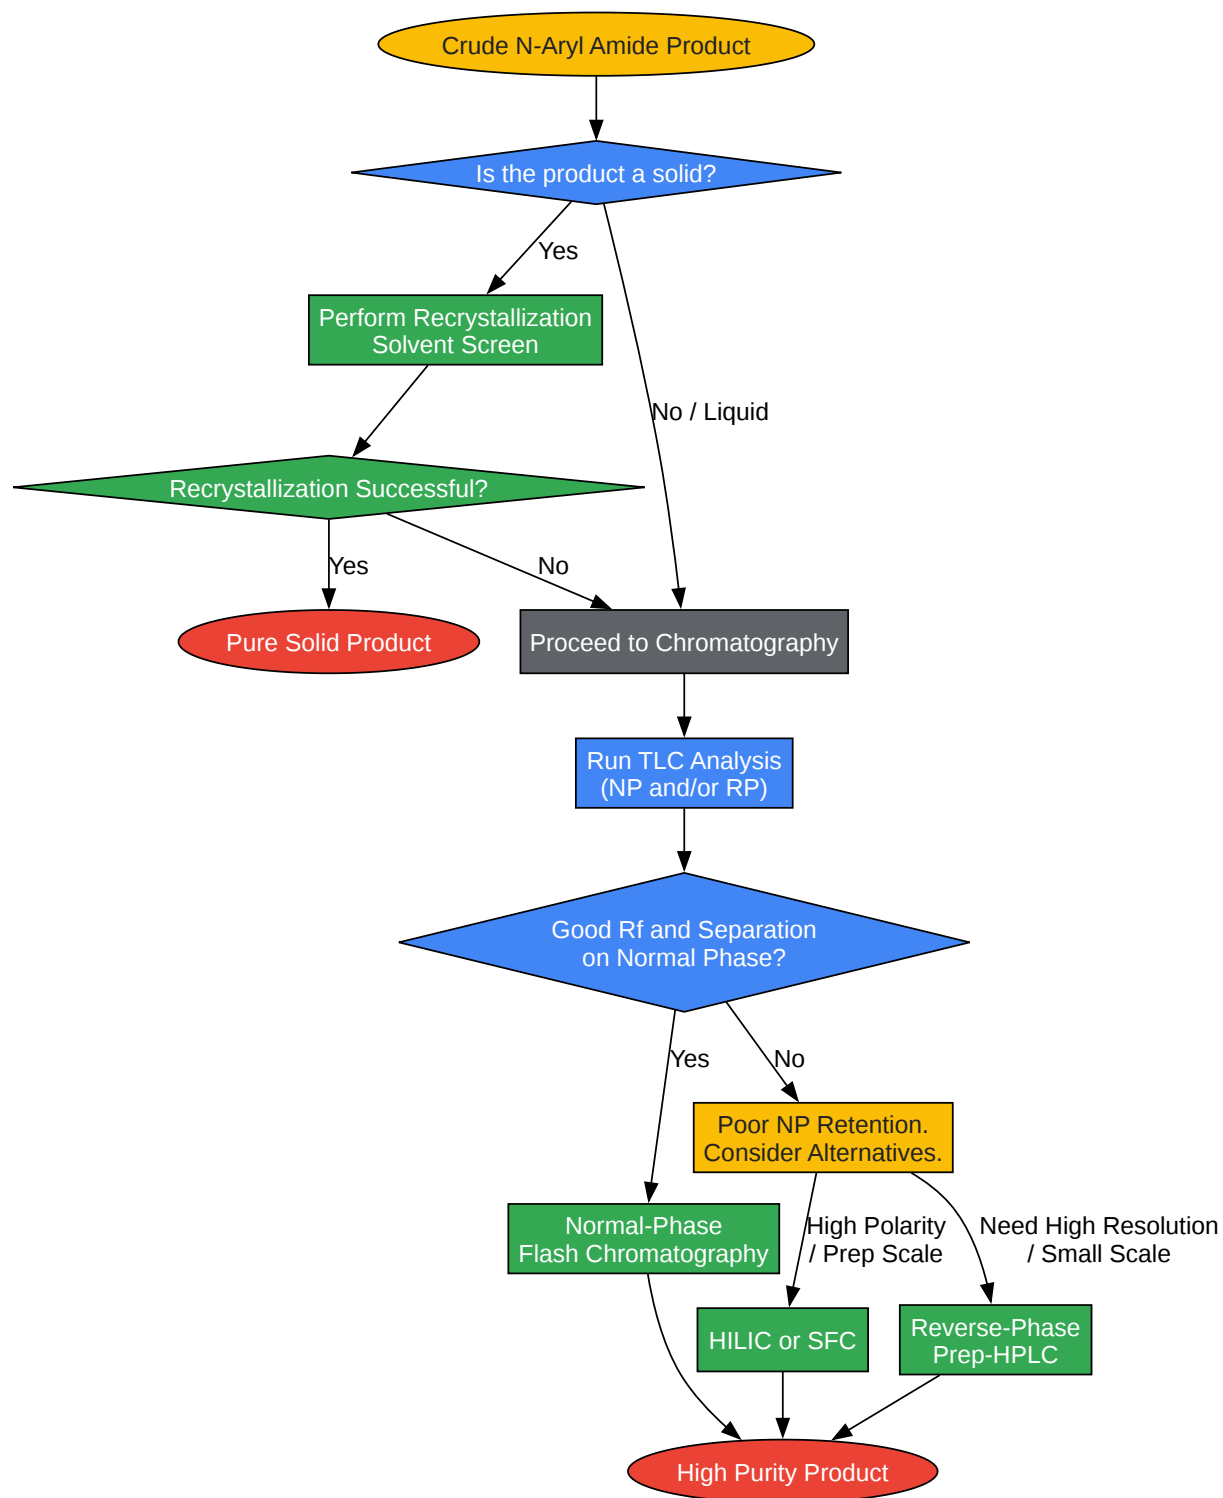 Crude N-Aryl Amide Product
Is the product a solid?
Yes
Perform Recrystallization
Solvent Screen
No / Liquid
Recrystallization Successful?
Yes
No
Pure Solid Product
Proceed to Chromatography
Run TLC Analysis
(NP and/or RP)
Good Rf and Separation
on Normal Phase?
Yes
No
Poor NP Retention.
Consider Alternatives.
Normal-Phase
Flash Chromatography
High Polarity
/ Prep Scale
Need High Resolution
/ Small Scale
HILIC or SFC
Reverse-Phase
Prep-HPLC
High Purity Product